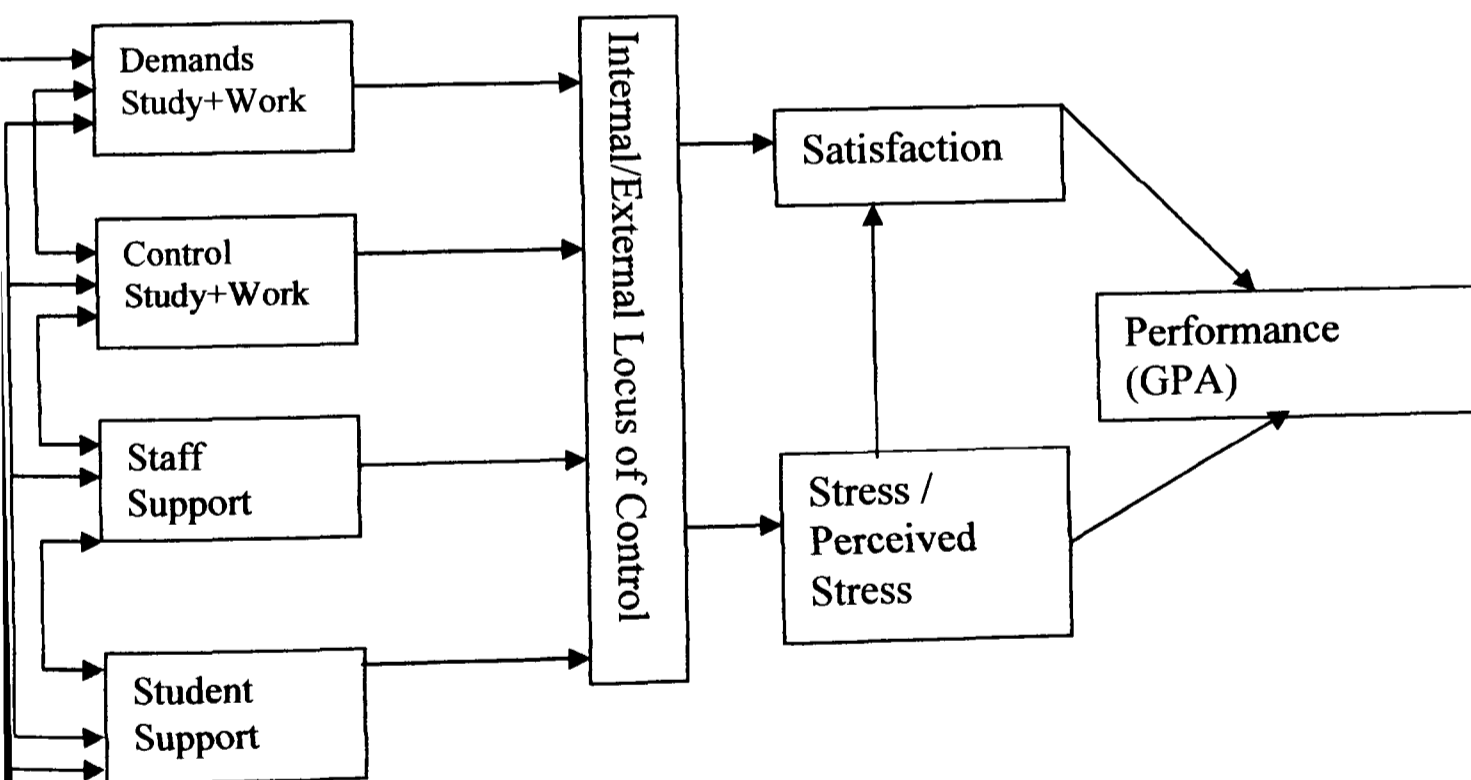 Demands
Study+Work
Control
Study+Work
Staff
Support
Student
Support
Internal/External Locus of Control
Satisfaction
Stress /
Perceived
Stress
Performance
(GPA)